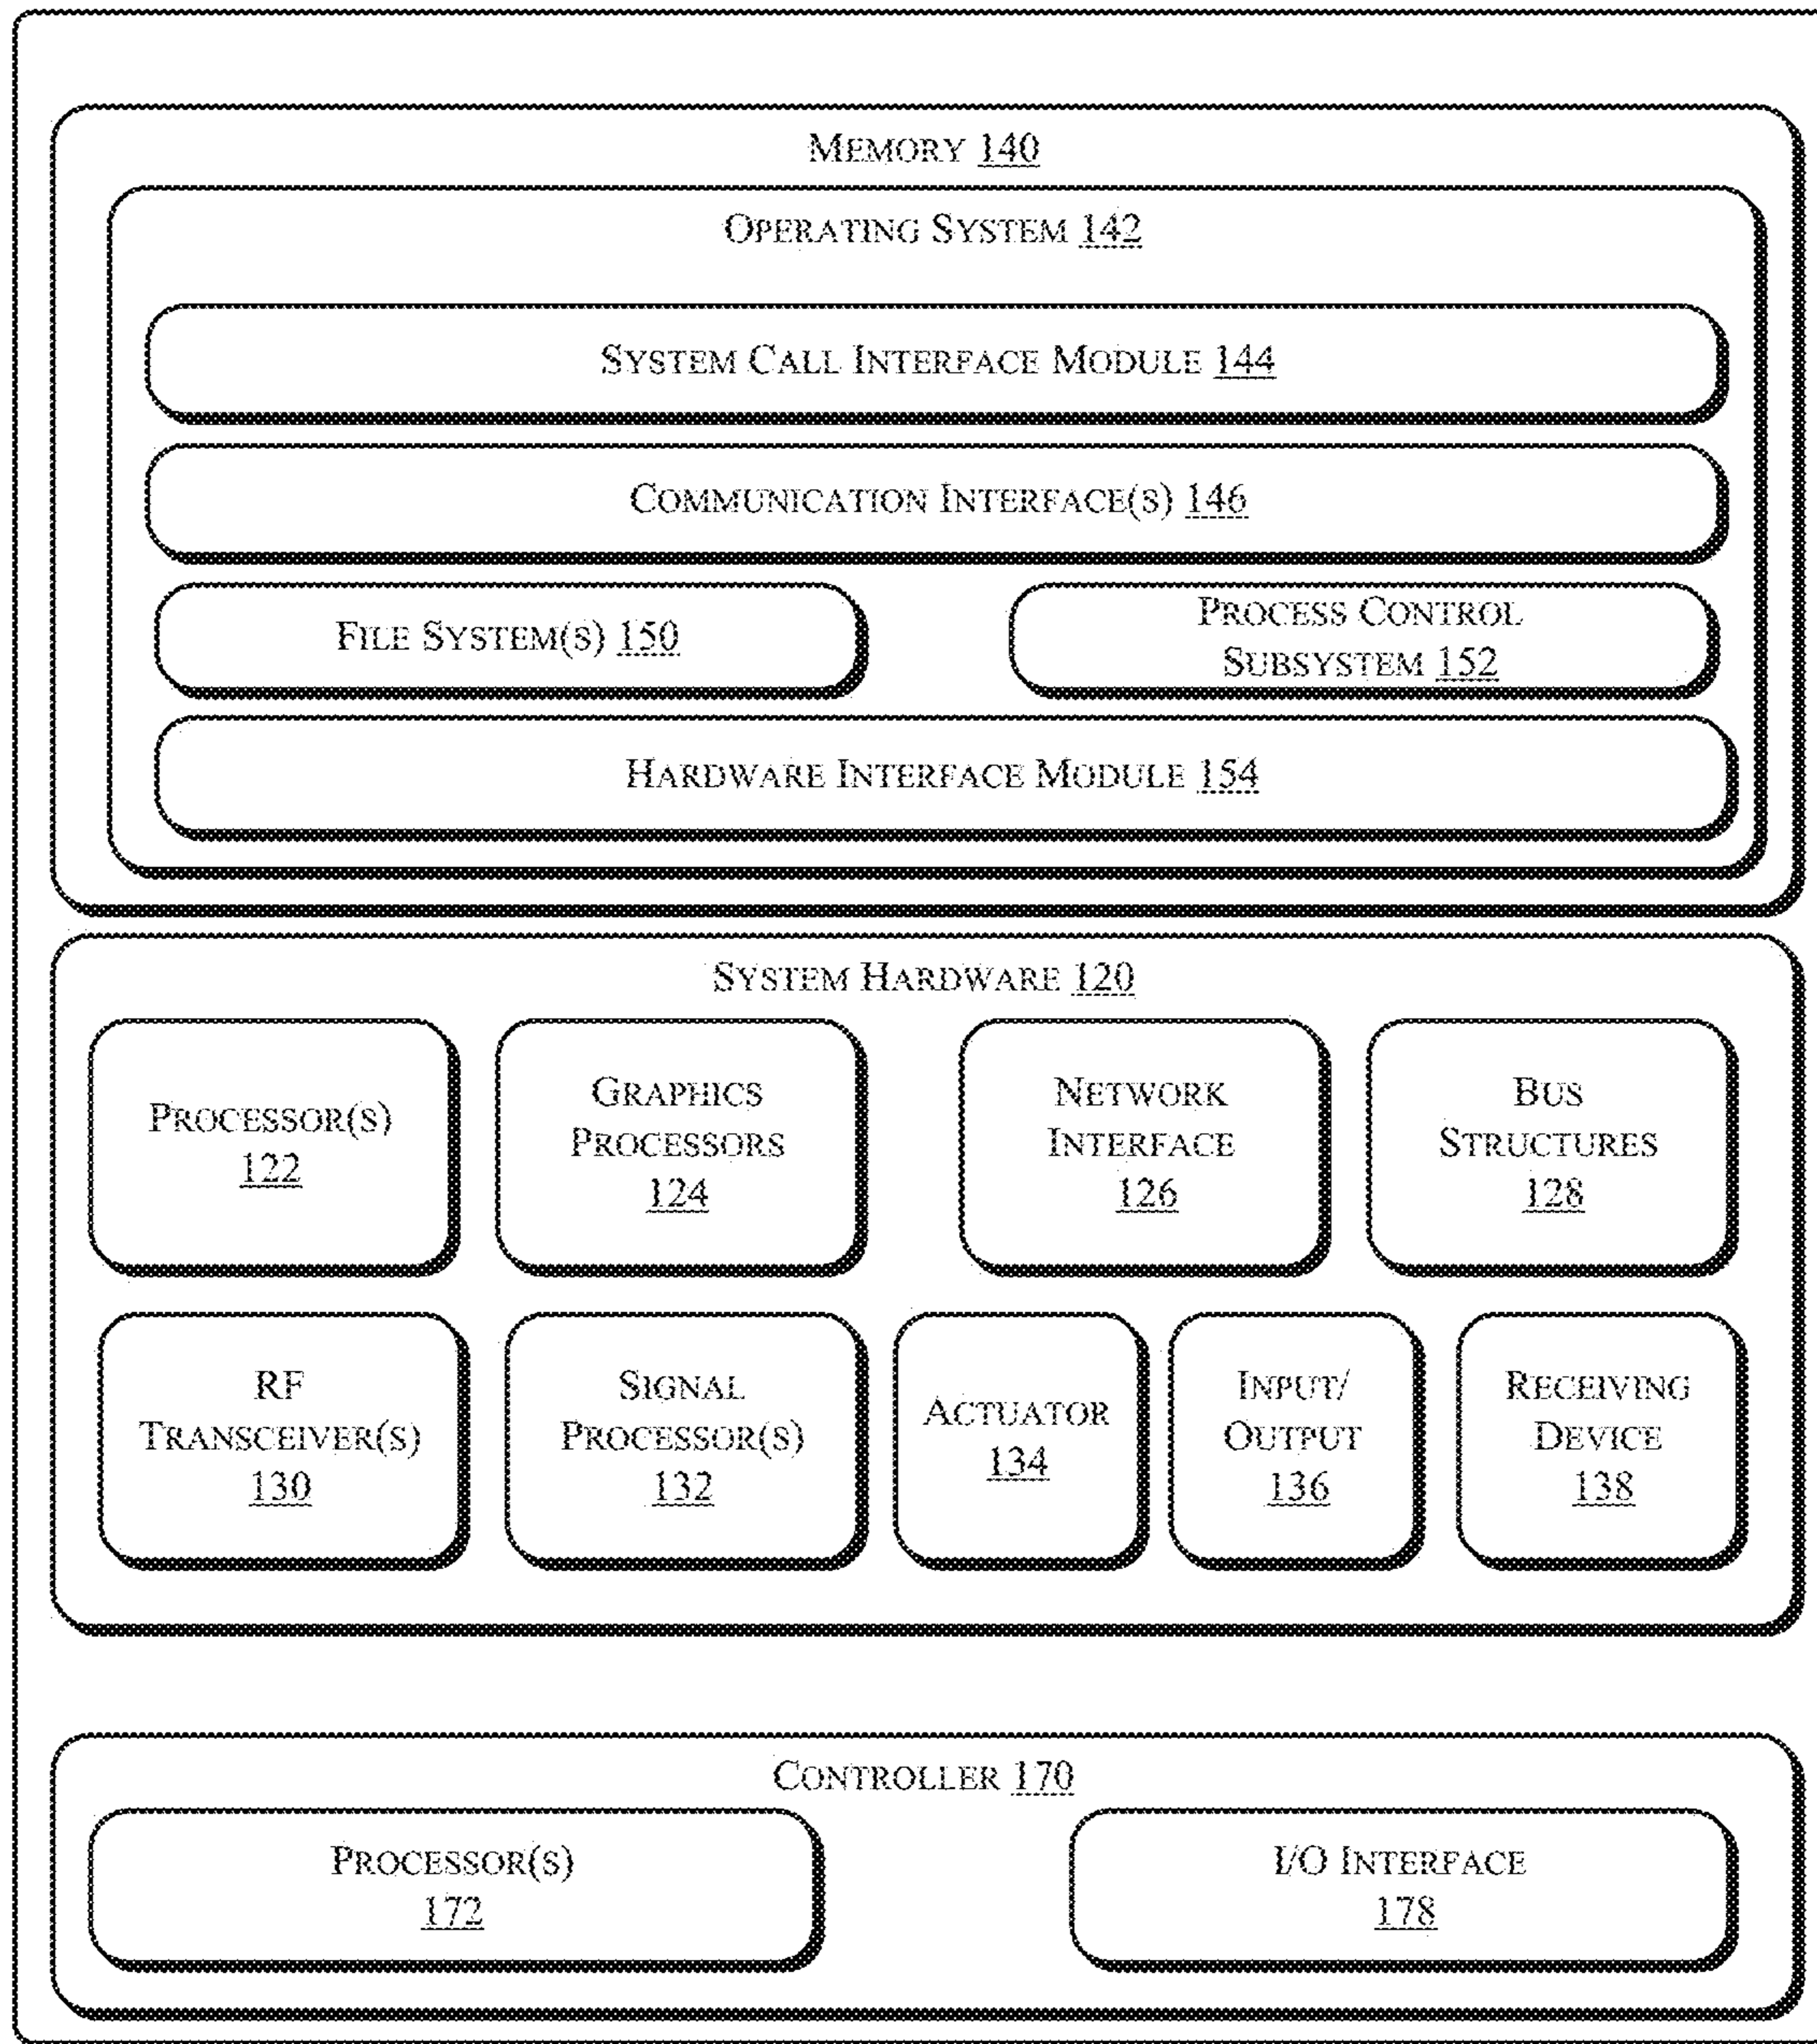 MEMORY 140
OPERATING SYSTEM 142
SYSTEM CALL INTERFACE MODULE 144
COMMUNICATION INTERFACE(S) 146
FILE SYSTEM(S) 150
PROCESS CONTROL
SUBSYSTEM 152
HARDWARE INTERFACE MODULE 154
SYSTEM HARDWARE 120
PROCESSOR(S)
122
GRAPHICS
PROCESSORS
124
NETWORK
INTERFACE
126
BUS
STRUCTURES
128
RF
TRANSCEIVER(S)
130
SIGNAL
PROCESSOR(S)
132
ACTUATOR
134
INPUT/
OUTPUT
136
RECEIVING
DEVICE
138
CONTROLLER 170
PROCESSOR(S)
172
I/O INTERFACE
178